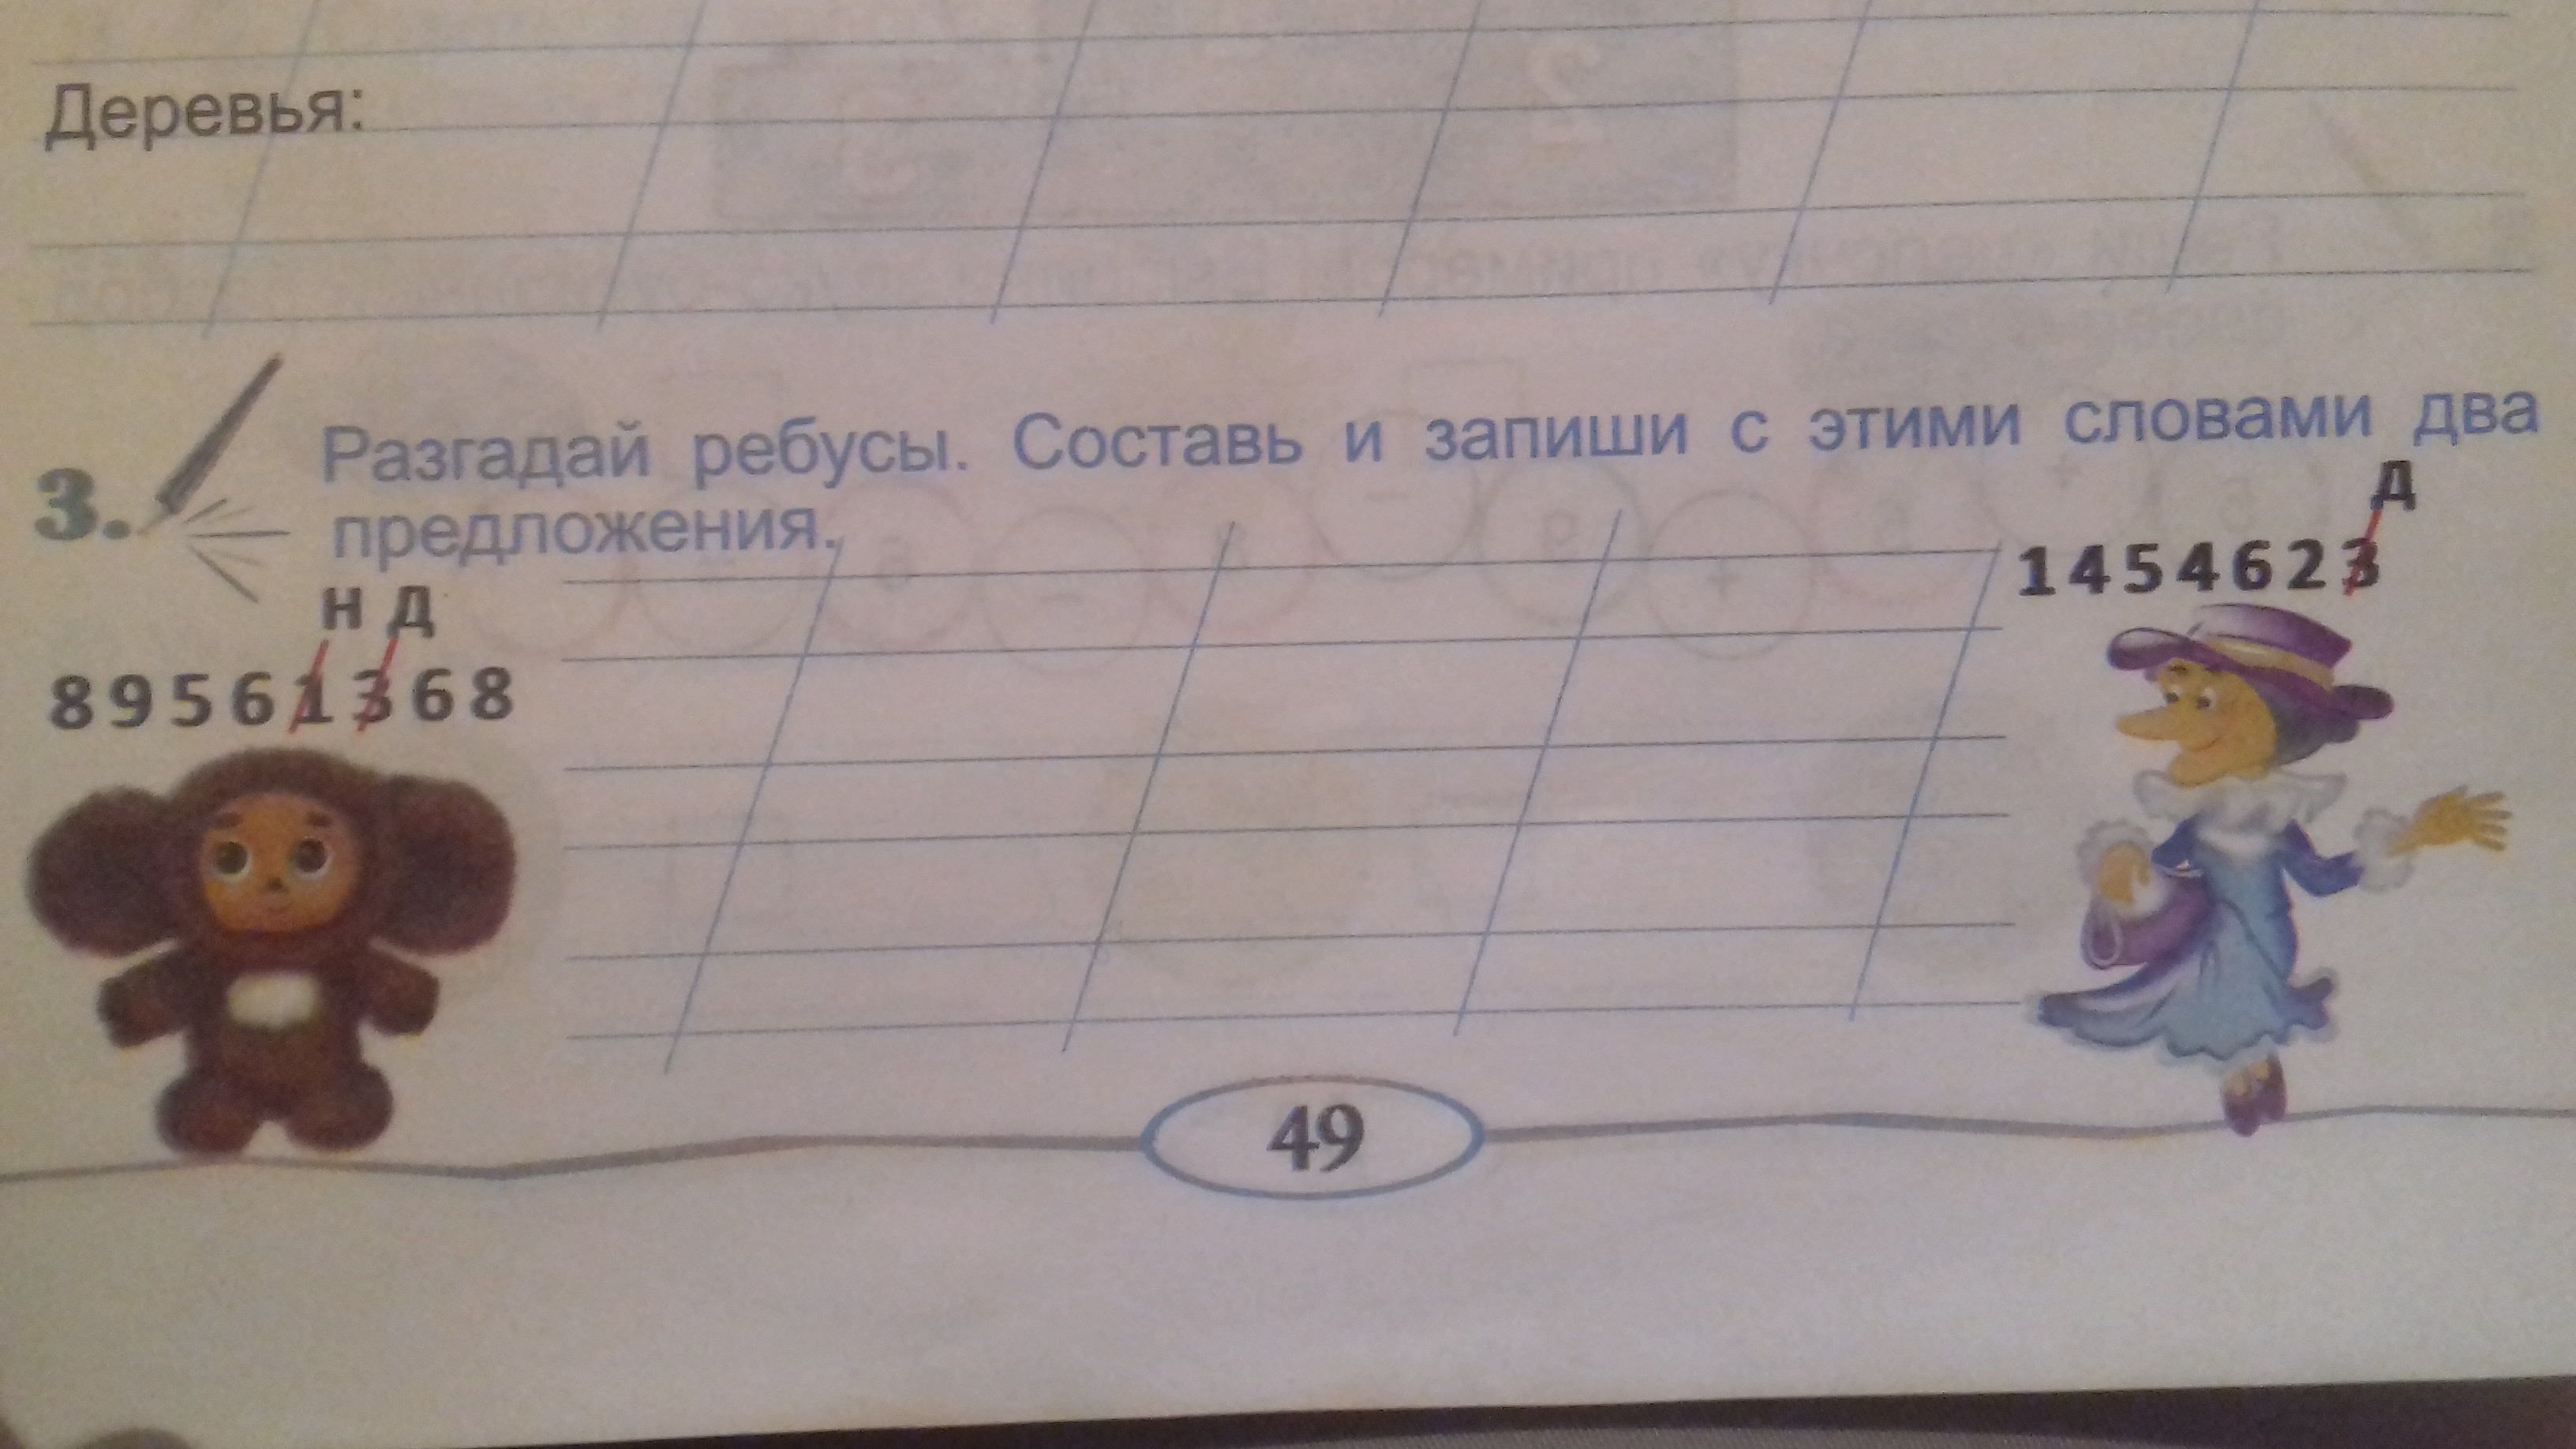 Деревья:
3. Разгадай ребусы. Составь и запиши с этими словами два
предложения.
Д
1454623
Н Д
89561368
49